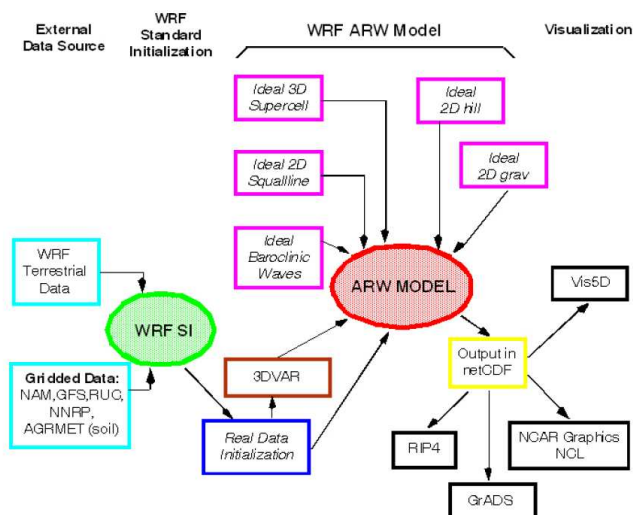 External
Data Source
WRF
Standard
Initialization
WRF ARW Model
Visualization
Ideal 3D
Supercell
Ideal
2D hill
Ideal 2D
Squallline
Ideal
2D grav
Ideal
Baroclinic
Waves
WRF
Terrestrial
Data
ARW MODEL
Vis5D
WRF SI
Output in
netCDF
Gridded Data:
NAM,GFS,RUC,
NNRP,
AGRMET (soil)
3DVAR
Real Data
Initialization
RIP4
NCAR Graphics
NCL
GrADS